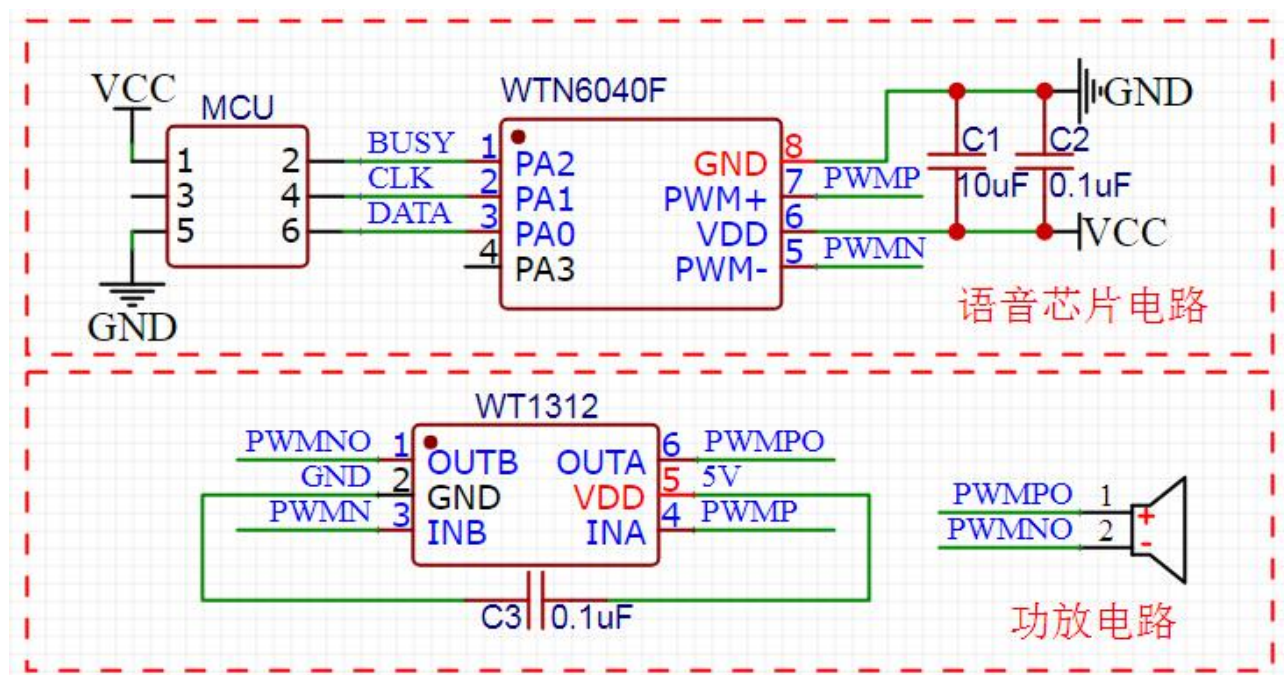 VCC
MCU
WTN6040F
GND
1 2 BUSY 1 PA2 GND 8
C1 C2
3 4 CLK 2 PA1 PWM+ 7 PWMP
10uF 0.1uF
5 6 DATA 3 PA0 VDD 6 VCC
4 PA3 PWM- 5 PWMN
GND
语音芯片电路
WT1312
PWMNO 1 OUTB OUTA 6 PWMPO
GND 2 GND VDD 5 5V
PWMN 3 INB INA 4 PWMP
C3 0.1uF
PWMPO 1 +
PWMNO 2 -
功放电路